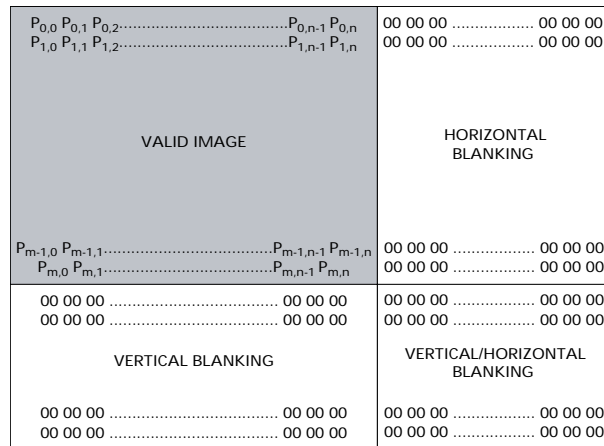 P0,0 P0,1 P0,2.....................................P0,n-1 P0,n 00 00 00 ................. 00 00 00
P1,0 P1,1 P1,2.....................................P1,n-1 P1,n 00 00 00 ................. 00 00 00
VALID IMAGE
HORIZONTAL
BLANKING
Pm-1,0 Pm-1,1.....................................Pm-1,n-1 Pm-1,n 00 00 00 ................. 00 00 00
Pm,0 Pm,1.....................................Pm,n-1 Pm,n 00 00 00 ................. 00 00 00
00 00 00 ................................... 00 00 00 00 00 00 ................. 00 00 00
00 00 00 ................................... 00 00 00 00 00 00 ................. 00 00 00
VERTICAL BLANKING
VERTICAL/HORIZONTAL
BLANKING
00 00 00 ................................... 00 00 00 00 00 00 ................. 00 00 00
00 00 00 ................................... 00 00 00 00 00 00 ................. 00 00 00